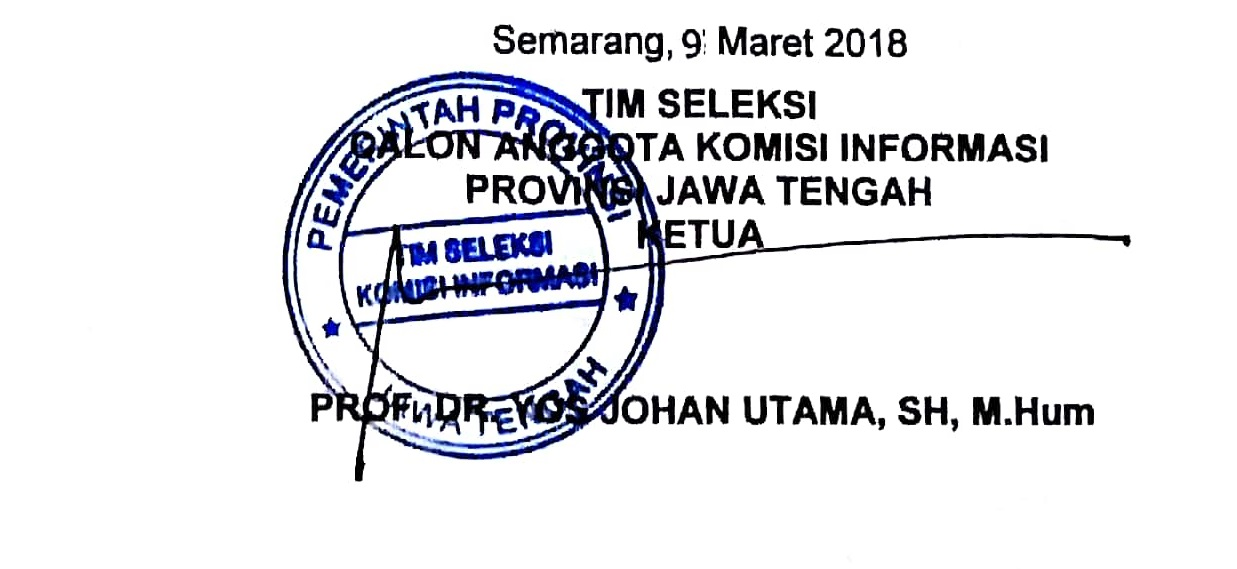 Semarang, 9 Maret 2018
TIM SELEKSI
CALON ANGGOTA KOMISI INFORMASI
PROVINSI JAWA TENGAH
KETUA
PEMERINTAH PROVINSI
TIM SELEKSI
KOMISI INFORMASI
JAWA TENGAH
PROF. DR. YOS JOHAN UTAMA, SH, M.Hum